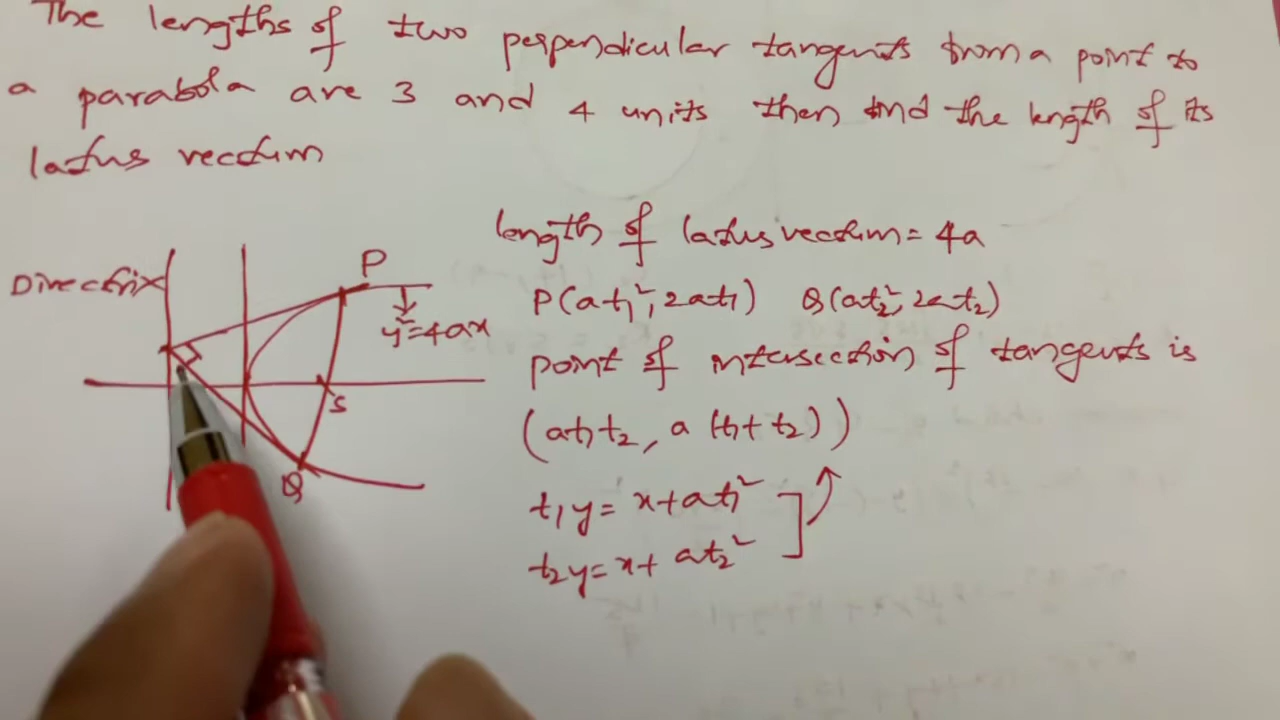 The lengths of two perpendicular tangents from a point to
a parabola are 3 and 4 units then find the length of its
latus rectum
length of latus rectum = 4a
Directrix
P
P(at₁², 2at₁) Q(at₂², 2at₂)
y²=4ax
point of intersection of tangents is
S
(at₁t₂, a(t₁+t₂))
Q
t₁y = x+at₁²
t₂y = x+at₂²